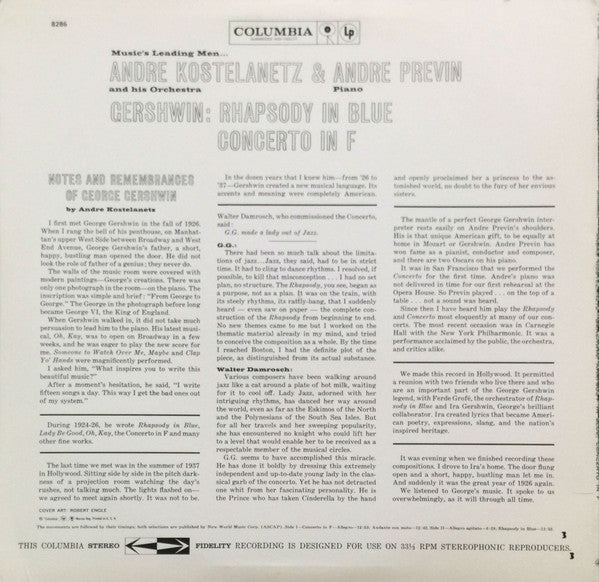 8286
COLUMBIA
Lp
Music's Leading Men...
ANDRE KOSTELANETZ & ANDRE PREVIN
and his Orchestra Piano
GERSHWIN: RHAPSODY IN BLUE
CONCERTO IN F
NOTES AND REMEMBRANCES
OF GEORGE GERSHWIN
by Andre Kostelanetz
I first met George Gershwin in the fall of 1926.
When I rang the bell of his penthouse, on Manhat-
tan's upper West Side between Broadway and West
End Avenue, George Gershwin's father, a short,
happy, bustling man opened the door. He did not
look the role of father of a genius; they never do.
The walls of the music room were covered with
modern paintings—George's creations. There was
only one photograph in the room—on the piano. The
inscription was simple and brief: "From George to
George." The George in the photograph before long
became George VI, the King of England.
When Gershwin walked in, it did not take much
persuasion to lead him to the piano. His latest musi-
cal, Oh, Kay, was to open on Broadway in a few
weeks, and he was eager to play the new score for
me. Someone to Watch Over Me, Maybe and Clap
Yo' Hands were magnificently performed.
I asked him, "What inspires you to write this
beautiful music?"
After a moment's hesitation, he said, "I write
fifteen songs a day. This way I get the bad ones out
of my system."
During 1924-26, he wrote Rhapsody in Blue,
Lady Be Good, Oh, Kay, the Concerto in F and many
other fine works.
The last time we met was in the summer of 1937
in Hollywood. Sitting side by side in the pitch dark-
ness of a projection room watching the day's
rushes, not talking much. The lights flashed on—
we agreed to meet again shortly. It was not to be.
In the dozen years that I knew him—from '26 to
'37—Gershwin created a new musical language. Its
accents and meaning were completely American.
Walter Damrosch, who commissioned the Concerto,
said:
G.G. made a lady out of Jazz.
G.G.:
There had been so much talk about the limita-
tions of jazz...Jazz, they said, had to be in strict
time. It had to cling to dance rhythms. I resolved, if
possible, to kill that misconception... I had no set
plan, no structure. The Rhapsody, you see, began as
a purpose, not as a plan. It was on the train, with
its steely rhythms, its rattly-bang, that I suddenly
heard — even saw on paper — the complete con-
struction of the Rhapsody from beginning to end.
No new themes came to me but I worked on the
thematic material already in my mind, and tried
to conceive the composition as a whole. By the time
I reached Boston, I had the definite plot of the
piece, as distinguished from its actual substance.
Walter Damrosch:
Various composers have been walking around
jazz like a cat around a plate of hot milk, waiting
for it to cool off. Lady Jazz, adorned with her
intriguing rhythms, has danced her way around
the world, even as far as the Eskimos of the North
and the Polynesians of the South Sea Isles. But
for all her travels and her sweeping popularity,
she has encountered no knight who could lift her
to a level that would enable her to be received as a
respectable member of the musical circles.
G.G. seems to have accomplished this miracle.
He has done it boldly by dressing this extremely
independent and up-to-date young lady in the clas-
sical garb of the concerto. Yet he has not detracted
one whit from her fascinating personality. He is
the Prince who has taken Cinderella by the hand
and openly proclaimed her a princess to the as-
tonished world, no doubt to the fury of her envious
sisters.
The mantle of a perfect George Gershwin inter-
preter rests easily on Andre Previn's shoulders.
His is that unique American gift, to be equally at
home in Mozart or Gershwin. Andre Previn has
won fame as a pianist, conductor and composer,
and there are two Oscars on his piano.
It was in San Francisco that we performed the
Concerto for the first time. Andre's piano was
not delivered in time for our first rehearsal at the
Opera House. So Previn played...on the top of a
table...not a sound was heard.
Since then I have heard him play the Rhapsody
and Concerto most eloquently at many of our con-
certs. The most recent occasion was in Carnegie
Hall with the New York Philharmonic. It was a
performance acclaimed by the public, the orchestra,
and critics alike.
We made this record in Hollywood. It permitted
a reunion with two friends who live there and who
are an important part of the George Gershwin
legend, with Ferde Grofé, the orchestrator of Rhap-
sody in Blue and Ira Gershwin, George's brilliant
collaborator. Ira created lyrics that became Ameri-
can poetry, expressions, slang, and the nation's
inspired heritage.
It was evening when we finished recording these
compositions. I drove to Ira's home. The door flung
open and a short, happy, bustling man let me in.
And suddenly it was the great year of 1926 again.
We listened to George's music. It spoke to us
overwhelmingly, as it will through all time.
COVER ART: ROBERT ENGLE
The movements are followed by their timings; both selections are published by New World Music Corp. (ASCAP). Side I—Concerto in F—Allegro—
THIS COLUMBIA STEREO FIDELITY RECORDING IS DESIGNED FOR USE ON 33⅓ RPM STEREOPHONIC REPRODUCERS.
3
3